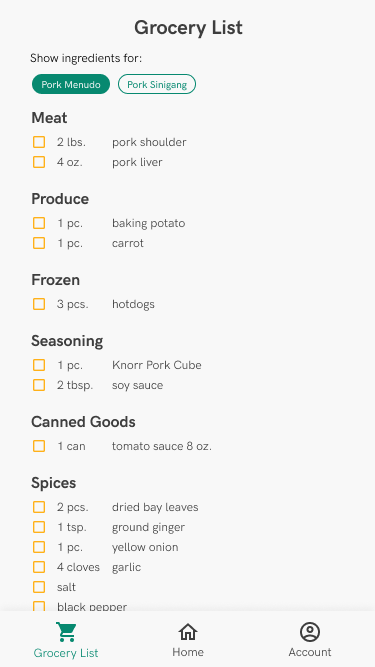 Grocery List
Show ingredients for:
Pork Menudo Pork Sinigang
Meat
2 lbs. pork shoulder
4 oz. pork liver
Produce
1 pc. baking potato
1 pc. carrot
Frozen
3 pcs. hotdogs
Seasoning
1 pc. Knorr Pork Cube
2 tbsp. soy sauce
Canned Goods
1 can tomato sauce 8 oz.
Spices
2 pcs. dried bay leaves
1 tsp. ground ginger
1 pc. yellow onion
4 cloves garlic
salt
black pepper
Grocery List Home Account